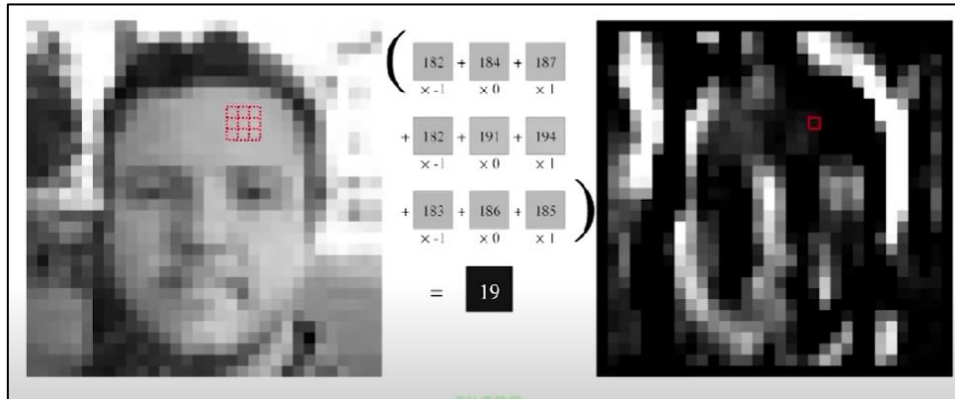 ( 182 + 184 + 187
× -1 × 0 × 1
+ 182 + 191 + 194
× -1 × 0 × 1
+ 183 + 186 + 185 )
× -1 × 0 × 1
= 19